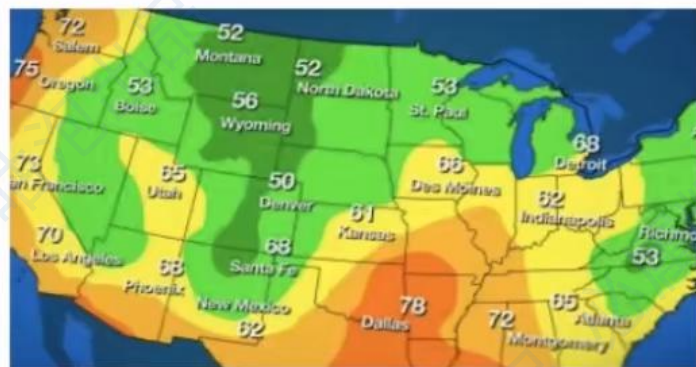 72
Salem
52
Montana
75
Oregon
53
Boise
52
North Dakota
53
St. Paul
56
Wyoming
68
Detroit
73
an Francisco
65
Utah
50
Denver
66
Des Moines
62
Indianapolis
61
Kansas
Richmo
53
70
Los Angeles
68
Phoenix
68
Santa Fe
New Mexico
62
78
Dallas
72
Montgomery
65
Atlanta